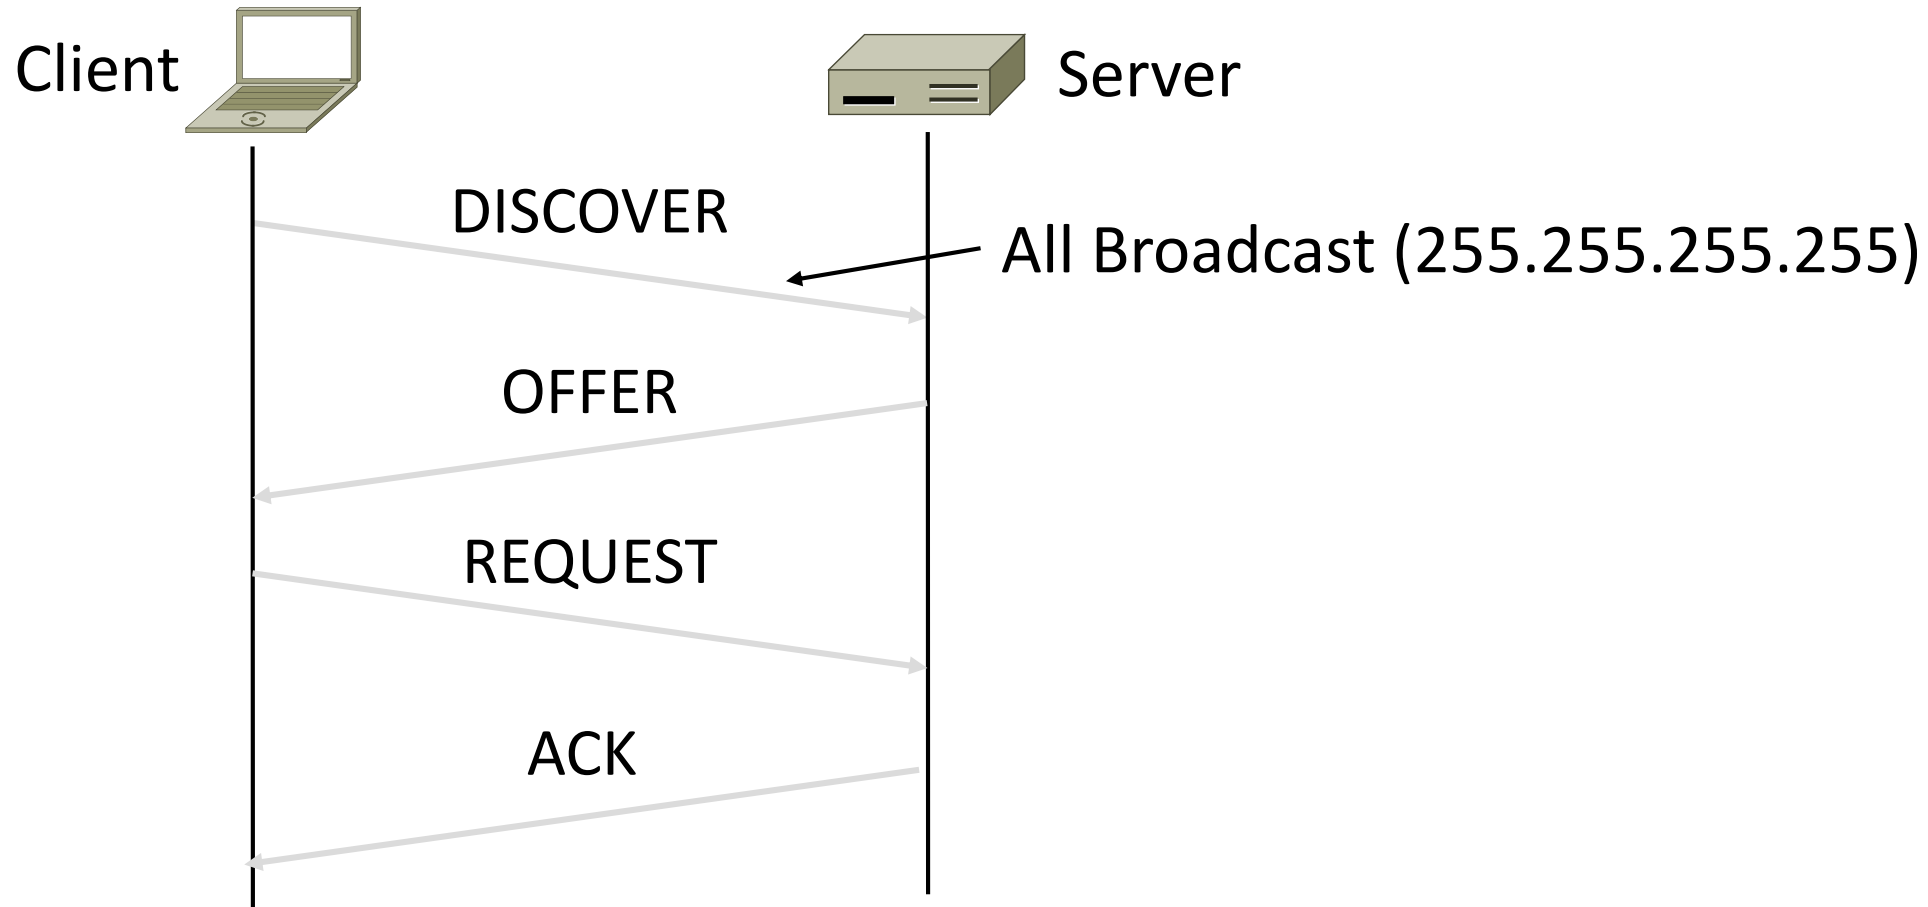 Client
Server
DISCOVER
All Broadcast (255.255.255.255)
OFFER
REQUEST
ACK